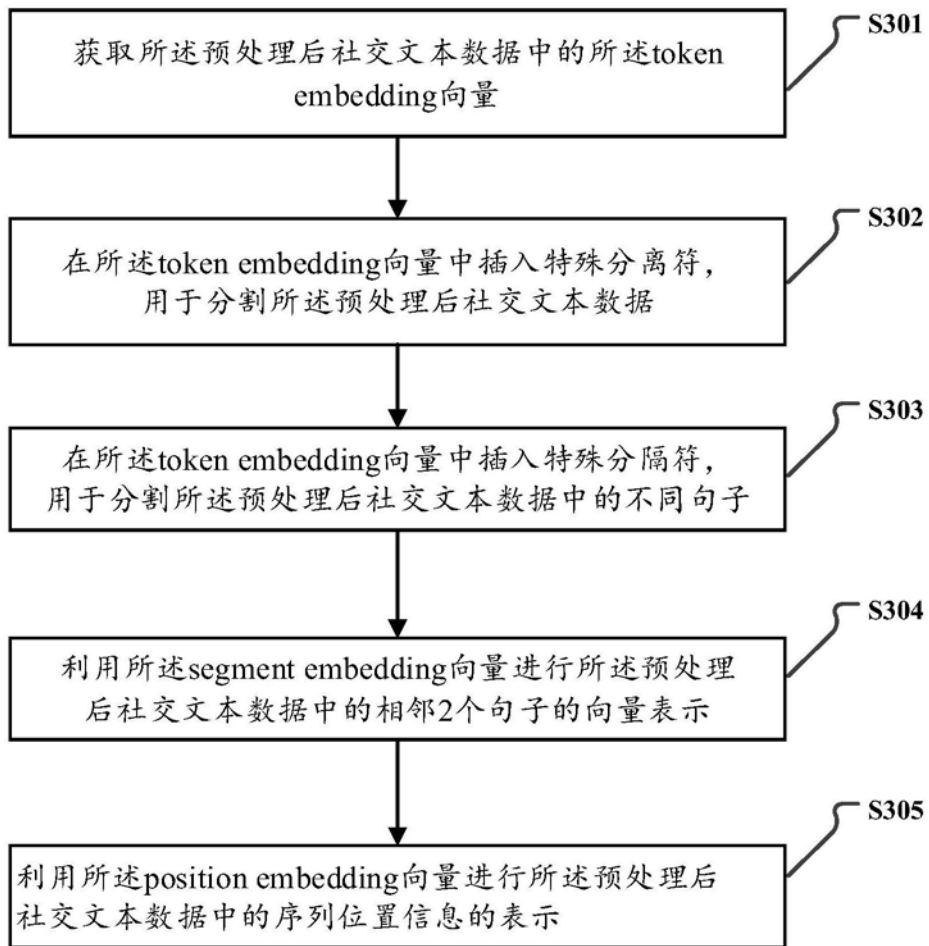 S301
获取所述预处理后社交文本数据中的所述token
embedding向量
S302
在所述token embedding向量中插入特殊分离符，
用于分割所述预处理后社交文本数据
S303
在所述token embedding向量中插入特殊分隔符，
用于分割所述预处理后社交文本数据中的不同句子
S304
利用所述segment embedding向量进行所述预处理
后社交文本数据中的相邻2个句子的向量表示
S305
利用所述position embedding向量进行所述预处理后
社交文本数据中的序列位置信息的表示